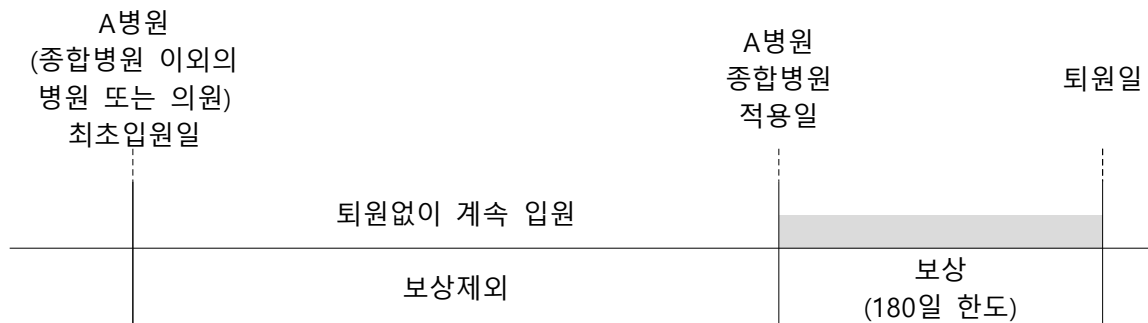 A병원
(종합병원 이외의
병원 또는 의원)
최초입원일
A병원
종합병원
적용일
퇴원일
퇴원없이 계속 입원
보상제외
보상
(180일 한도)